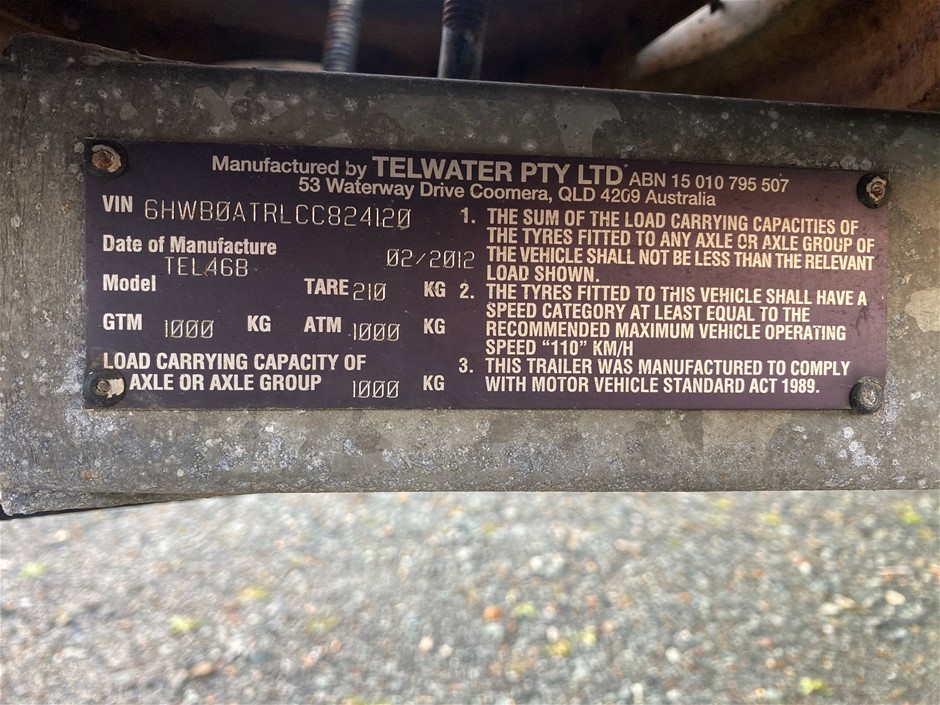 Manufactured by TELWATER PTY LTD ABN 15 010 795 507
53 Waterway Drive Coomera, QLD 4209 Australia
VIN 6HWB0ATRLCC824120
Date of Manufacture 02/2012
TEL46B
Model TARE 210 KG
GTM 1000 KG ATM 1000 KG
LOAD CARRYING CAPACITY OF
AXLE OR AXLE GROUP 1000 KG
1. THE SUM OF THE LOAD CARRYING CAPACITIES OF
THE TYRES FITTED TO ANY AXLE OR AXLE GROUP OF
THE VEHICLE SHALL NOT BE LESS THAN THE RELEVANT
LOAD SHOWN.
2. THE TYRES FITTED TO THIS VEHICLE SHALL HAVE A
SPEED CATEGORY AT LEAST EQUAL TO THE
RECOMMENDED MAXIMUM VEHICLE OPERATING
SPEED "110" KM/H
3. THIS TRAILER WAS MANUFACTURED TO COMPLY
WITH MOTOR VEHICLE STANDARD ACT 1989.